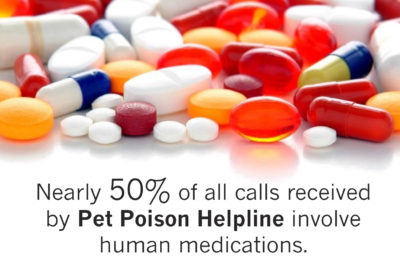 Nearly 50% of all calls received
by Pet Poison Helpline involve
human medications.